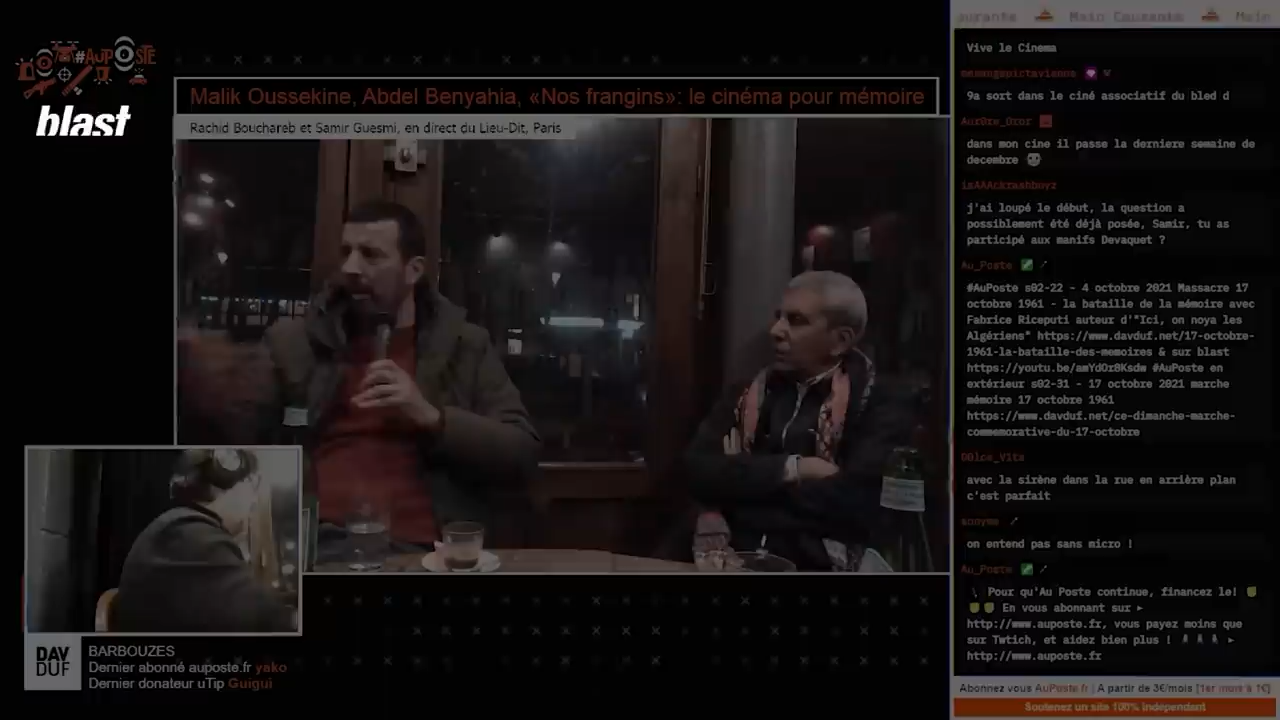 #AUPOSTE
blast
Malik Oussekine, Abdel Benyahia, «Nos frangins»: le cinéma pour mémoire
Rachid Bouchareb et Samir Guesmi, en direct du Lieu-Dit, Paris
DAV
DUF
BARBOUZES
Dernier abonné auposte.fr yako
Dernier donateur uTip Guigui
Main Causante Main
Vive le Cinema
9a sort dans le ciné associatif du bled d
dans mon cine il passe la derniere semaine de
decembre
j'ai loupé le début, la question a
possiblement été déjà posée, Samir, tu as
participé aux manifs Devaquet ?
Au_Poste
#AuPoste s02-22 - 4 octobre 2021 Massacre 17
octobre 1961 - la bataille de la mémoire avec
Fabrice Riceputi auteur d'"Ici, on noya les
Algériens" https://www.davduf.net/17-octobre-
1961-la-bataille-des-memoires & sur blast
https://youtu.be/amYdOr8Ksdw #AuPoste en
extérieur s02-31 - 17 octobre 2021 marche
mémoire 17 octobre 1961
https://www.davduf.net/ce-dimanche-marche-
commemorative-du-17-octobre
avec la sirène dans la rue en arrière plan
c'est parfait
on entend pas sans micro !
Au_Poste
Pour qu'Au Poste continue, financez le!
En vous abonnant sur ►
http://www.auposte.fr, vous payez moins que
sur Twtich, et aidez bien plus ! ►
http://www.auposte.fr
Abonnez vous AuPoste.fr | A partir de 3€/mois [1er mois à 1€]
Soutenez un site 100% indépendant